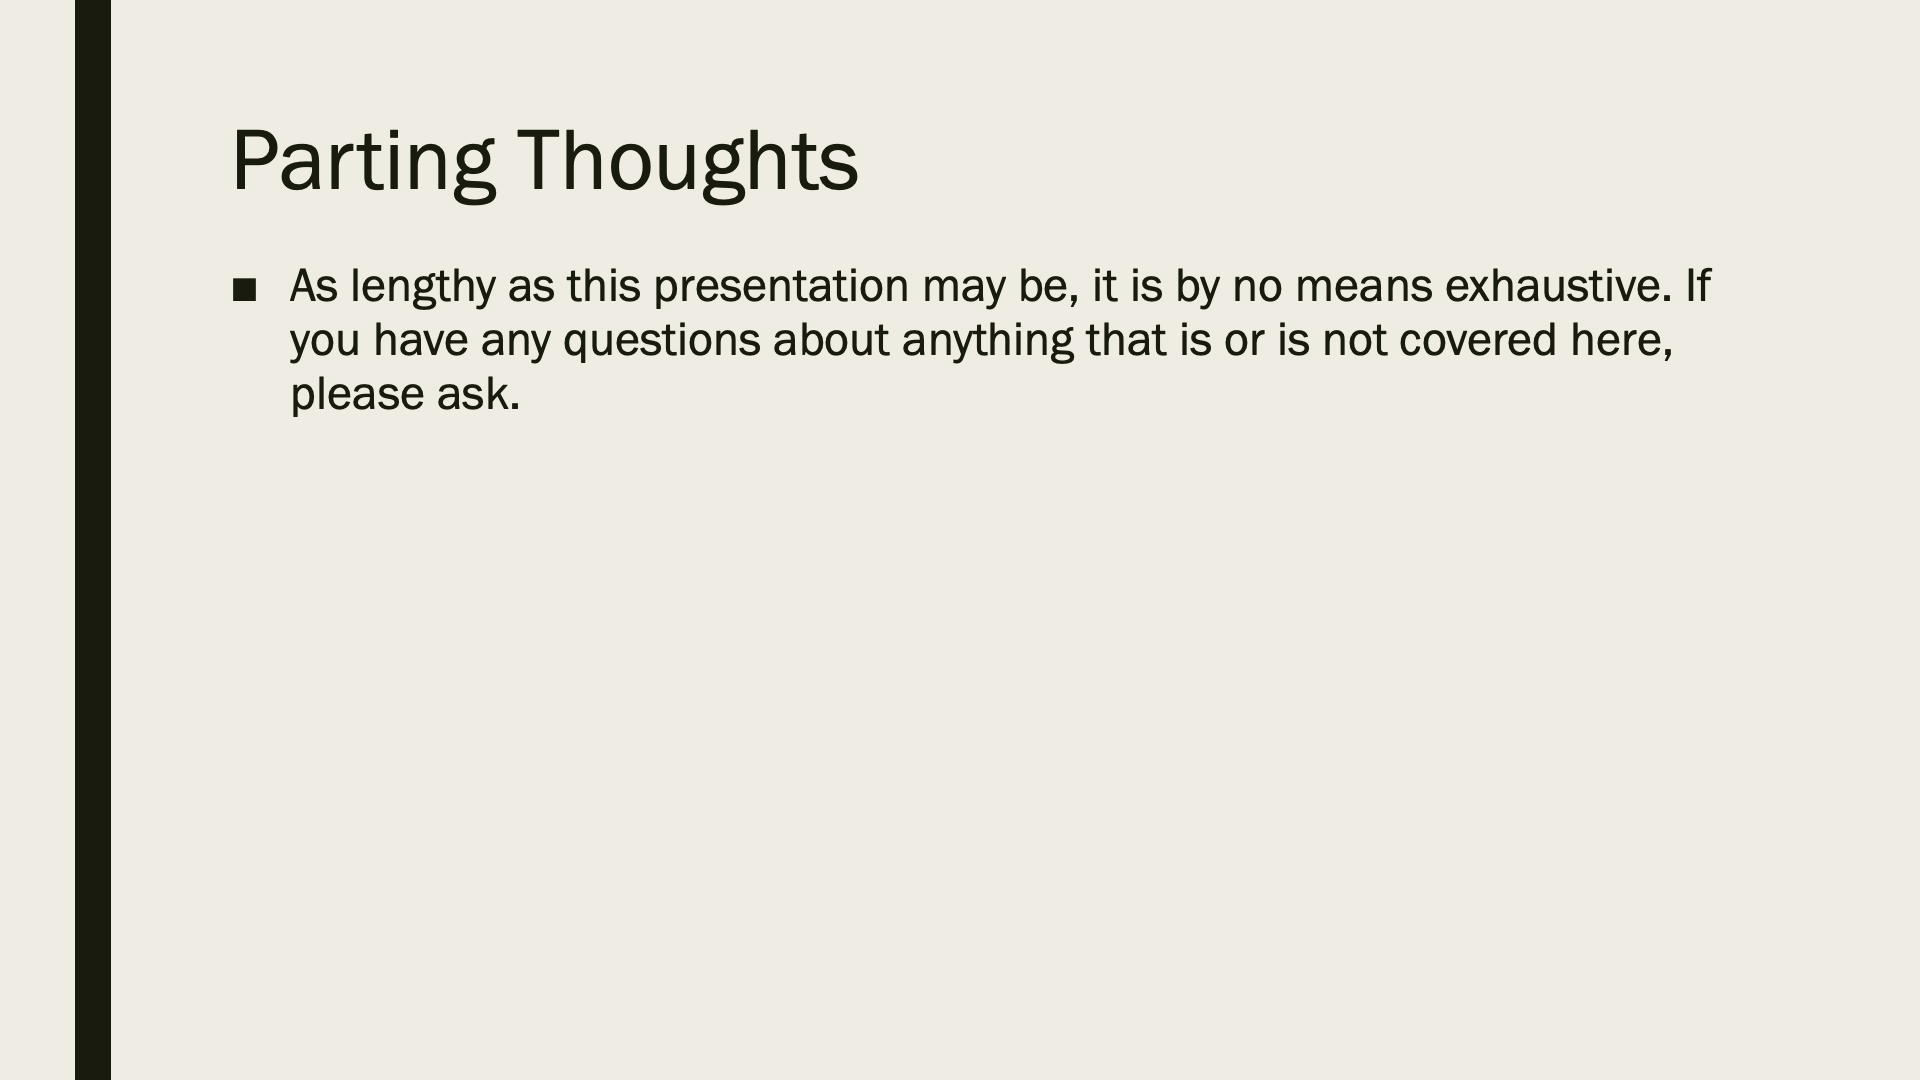 Parting Thoughts
■ As lengthy as this presentation may be, it is by no means exhaustive. If
you have any questions about anything that is or is not covered here,
please ask.